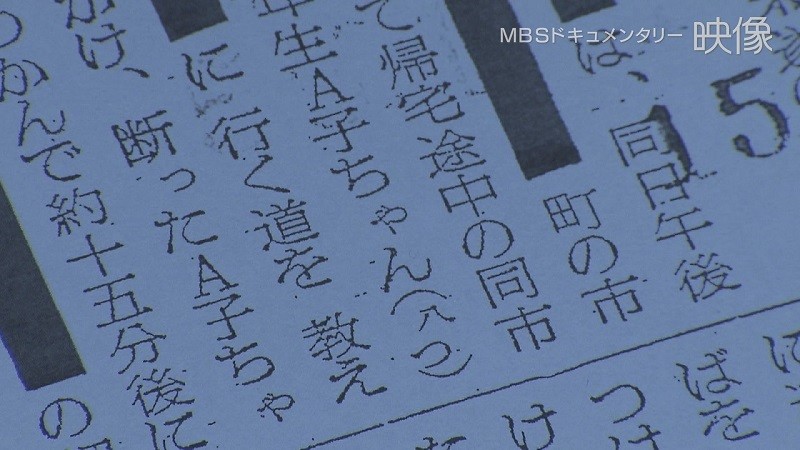 MBSドキュメンタリー 映像
15
は、同日午後
町の市
て帰宅途中の同市
年生A子ちゃん(八つ)
に行く道を教え
かけ、断ったA子ちゃ
つかんで約十五分後に
の
ばを
つけ
け